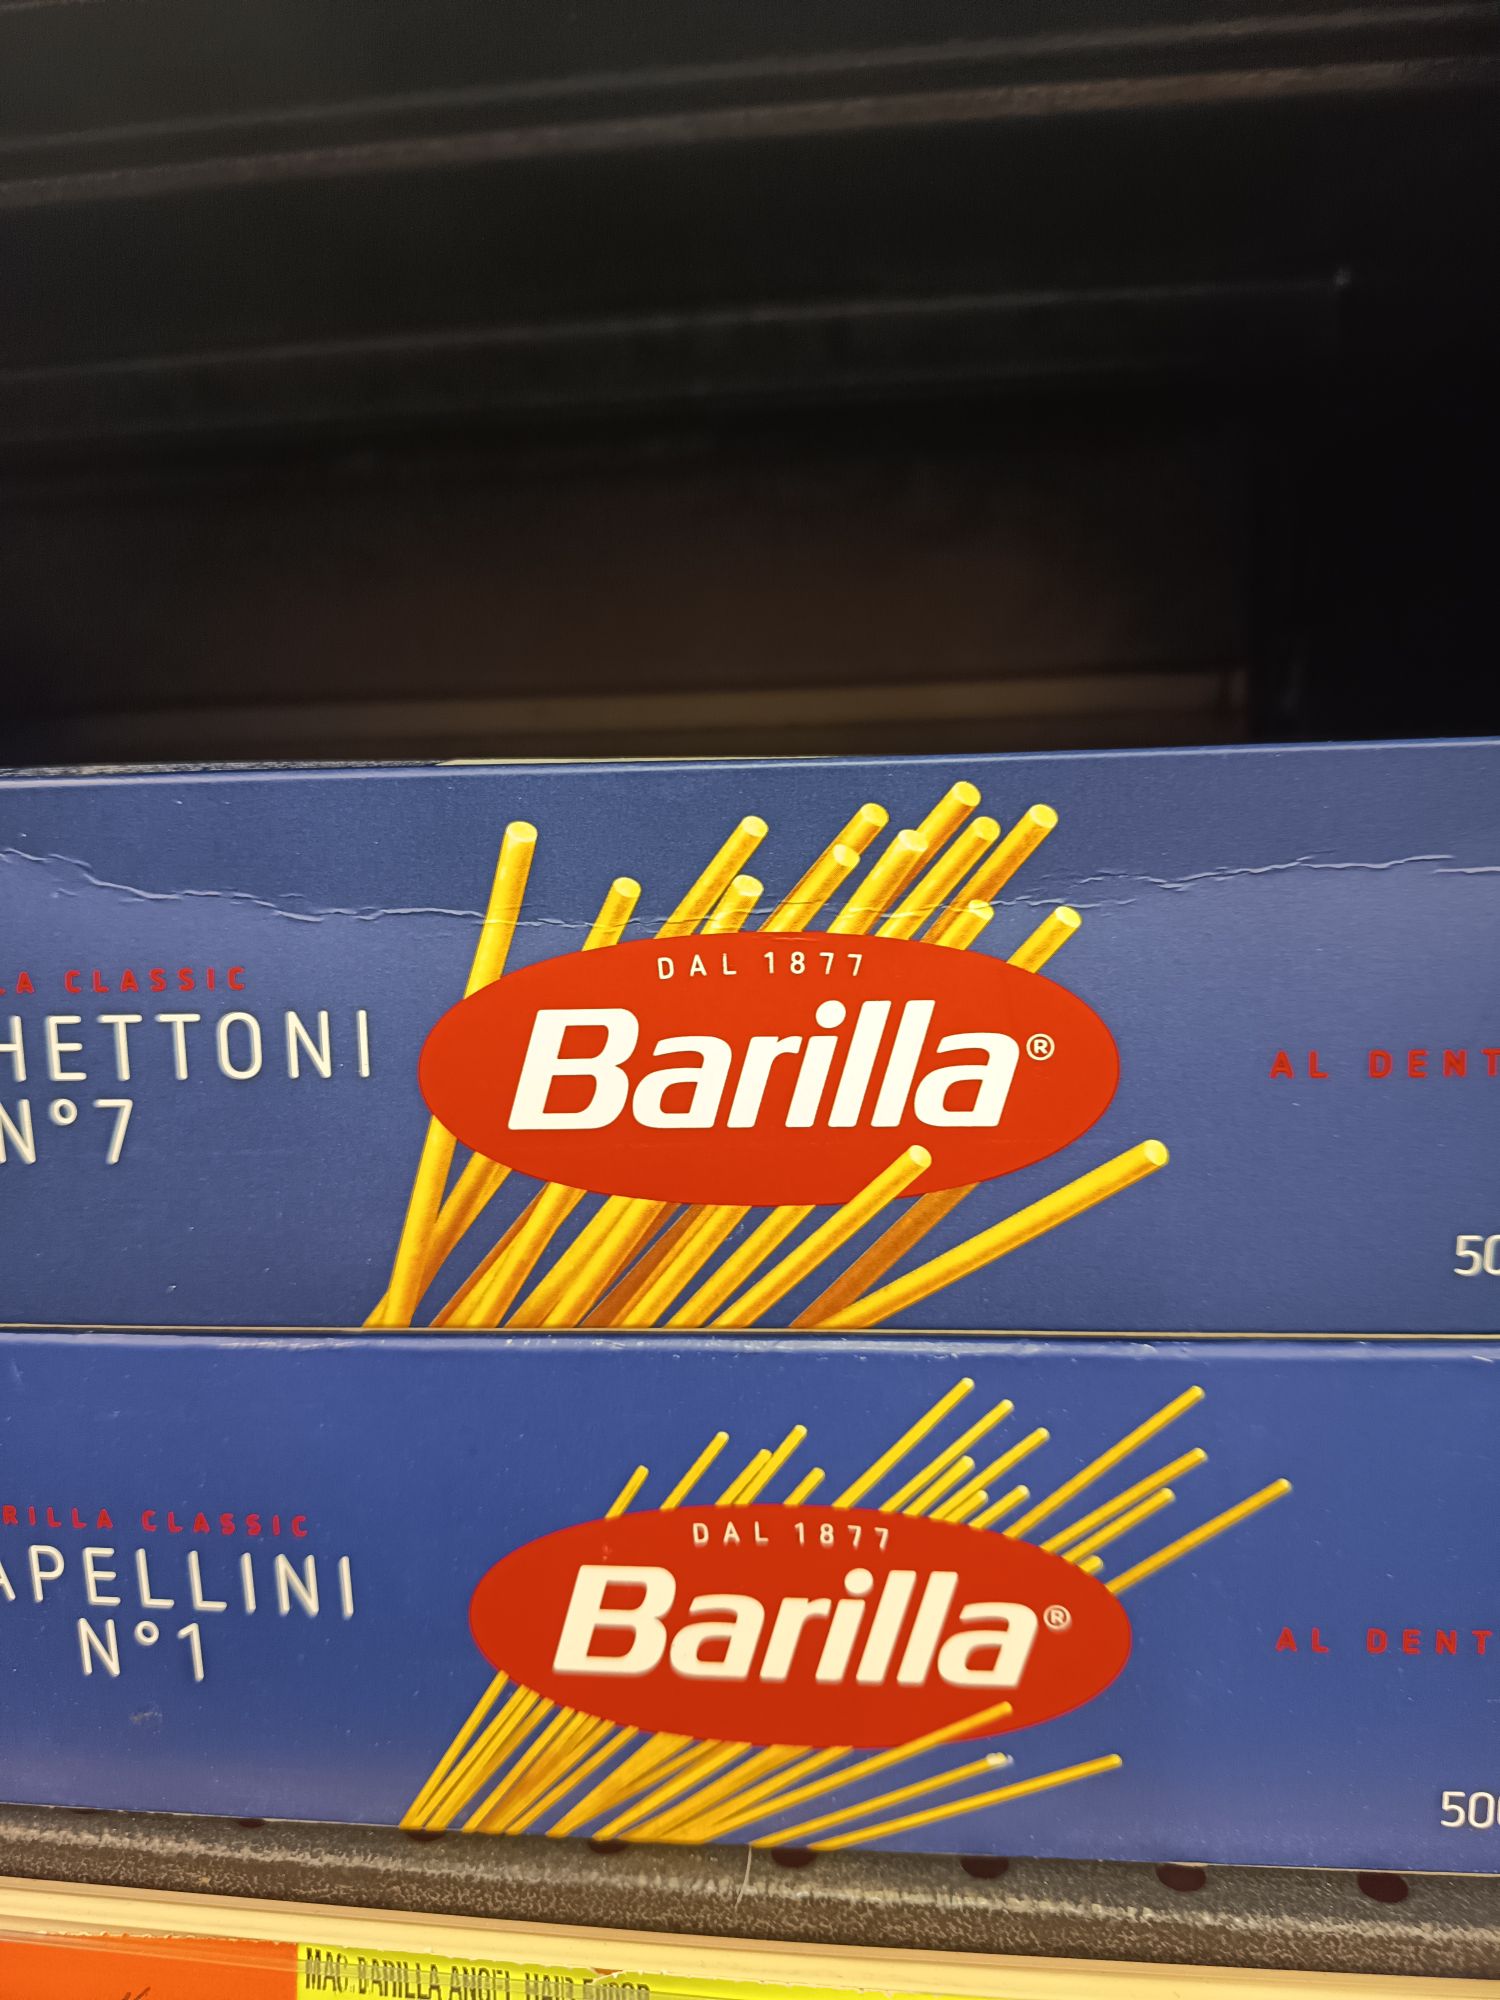 DAL 1877
Barilla®
LA CLASSIC
HETTONI
N°7
AL DENT
50
DAL 1877
Barilla®
RILLA CLASSIC
APELLINI
N°1
AL DENT
500
MAC. BARILLA ANGEL HAIR